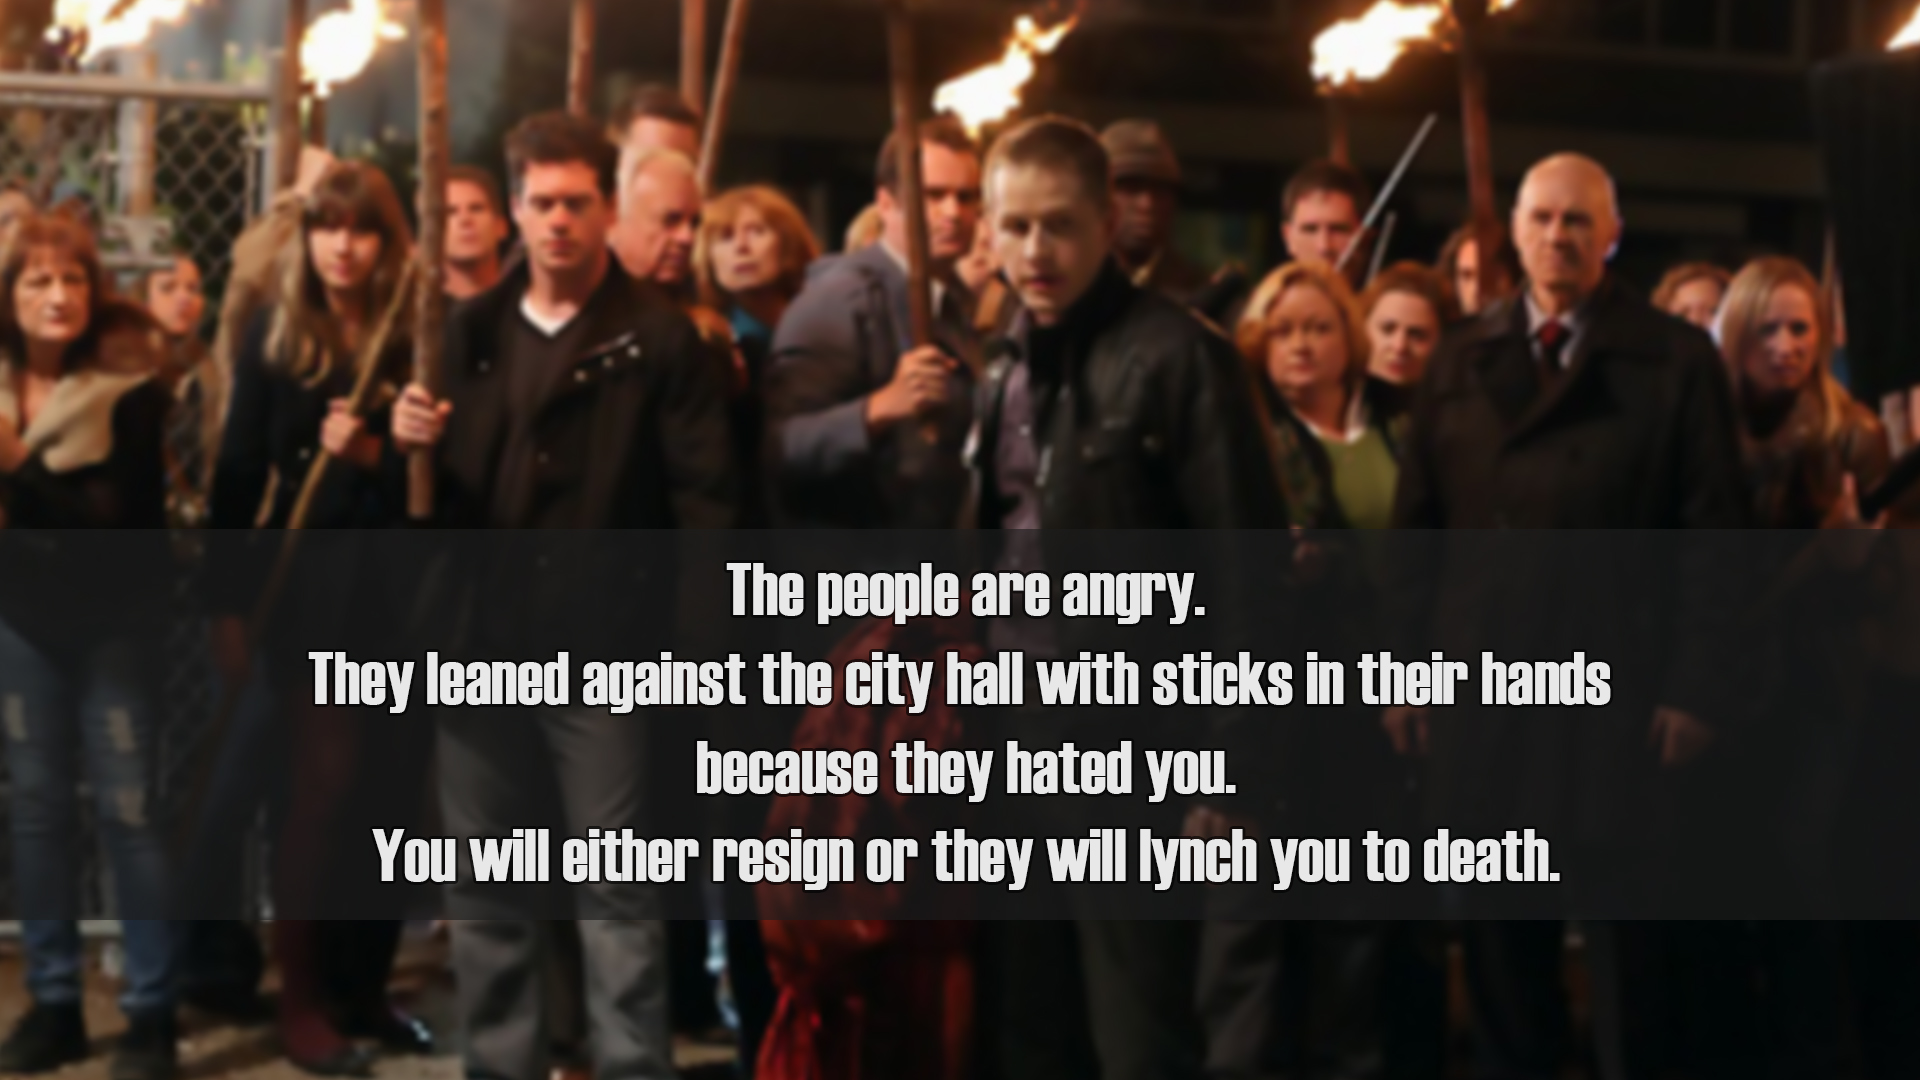 The people are angry.
They leaned against the city hall with sticks in their hands
because they hated you.
You will either resign or they will lynch you to death.